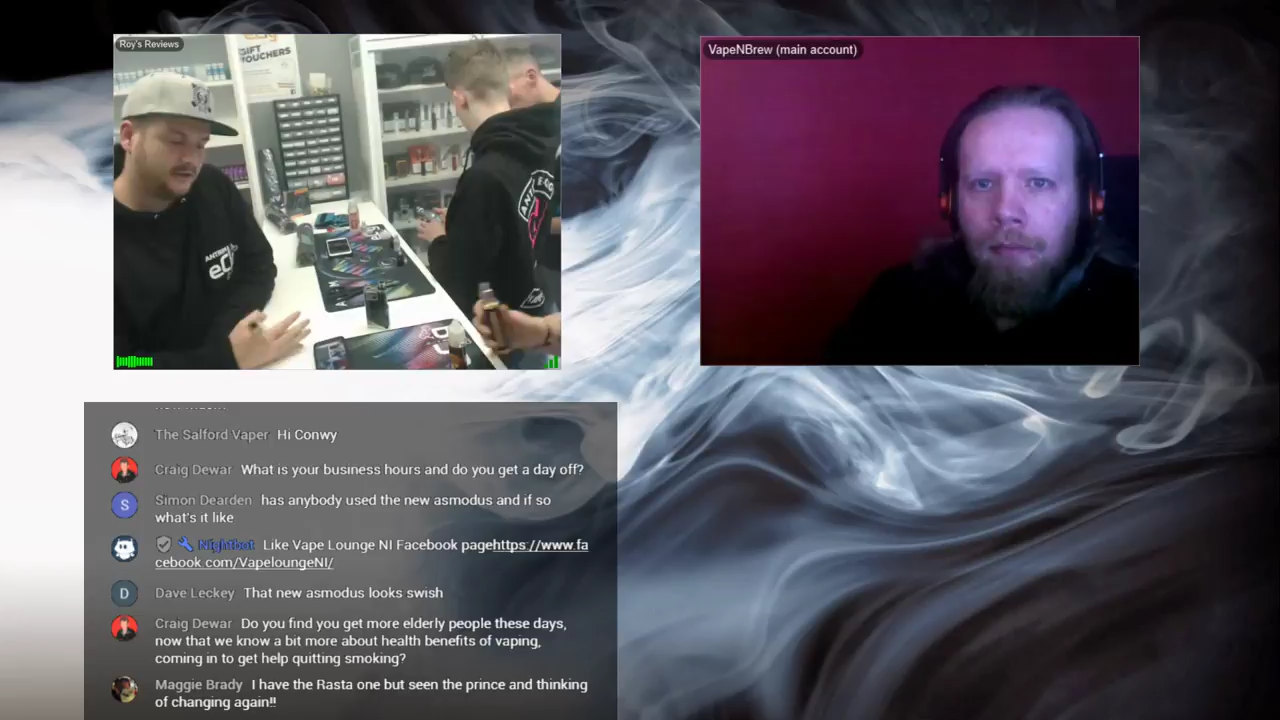 Roy's Reviews
GIFT
VOUCHERS
VapeNBrew (main account)
The Salford Vaper Hi Conwy
Craig Dewar What is your business hours and do you get a day off?
S
Simon Dearden has anybody used the new asmodus and if so
what's it like
Nightbot Like Vape Lounge NI Facebook pagehttps://www.fa
cebook.com/VapeloungeNI/
D
Dave Leckey That new asmodus looks swish
Craig Dewar Do you find you get more elderly people these days,
now that we know a bit more about health benefits of vaping,
coming in to get help quitting smoking?
Maggie Brady I have the Rasta one but seen the prince and thinking
of changing again!!